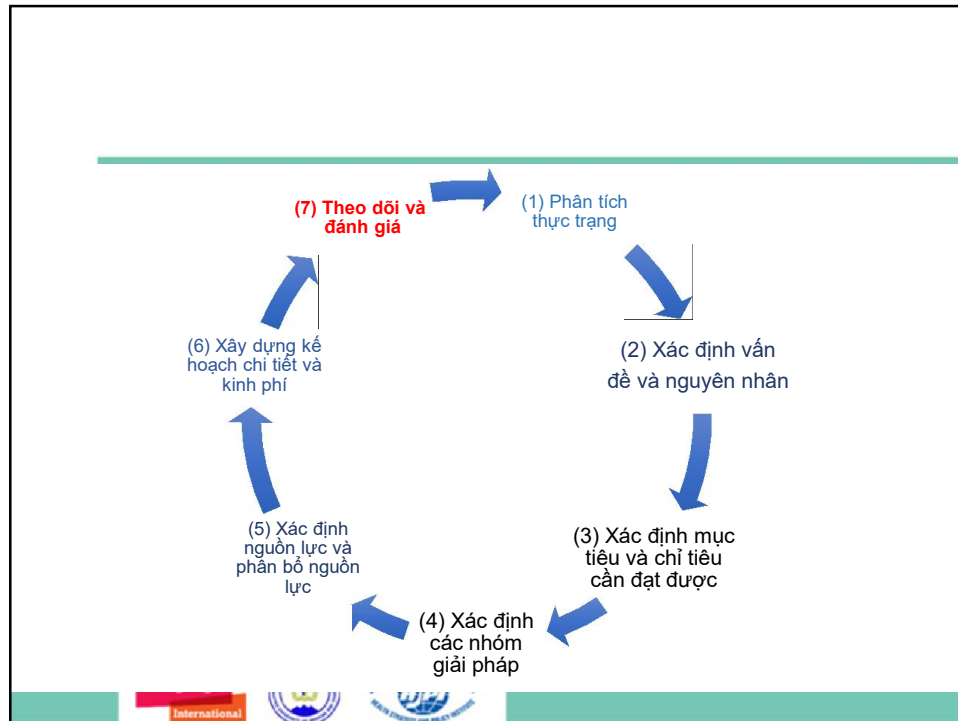 (1) Phân tích
thực trạng
(2) Xác định vấn
đề và nguyên nhân
(3) Xác định mục
tiêu và chỉ tiêu
cần đạt được
(4) Xác định
các nhóm
giải pháp
(5) Xác định
nguồn lực và
phân bổ nguồn
lực
(6) Xây dựng kế
hoạch chi tiết và
kinh phí
(7) Theo dõi và
đánh giá
International